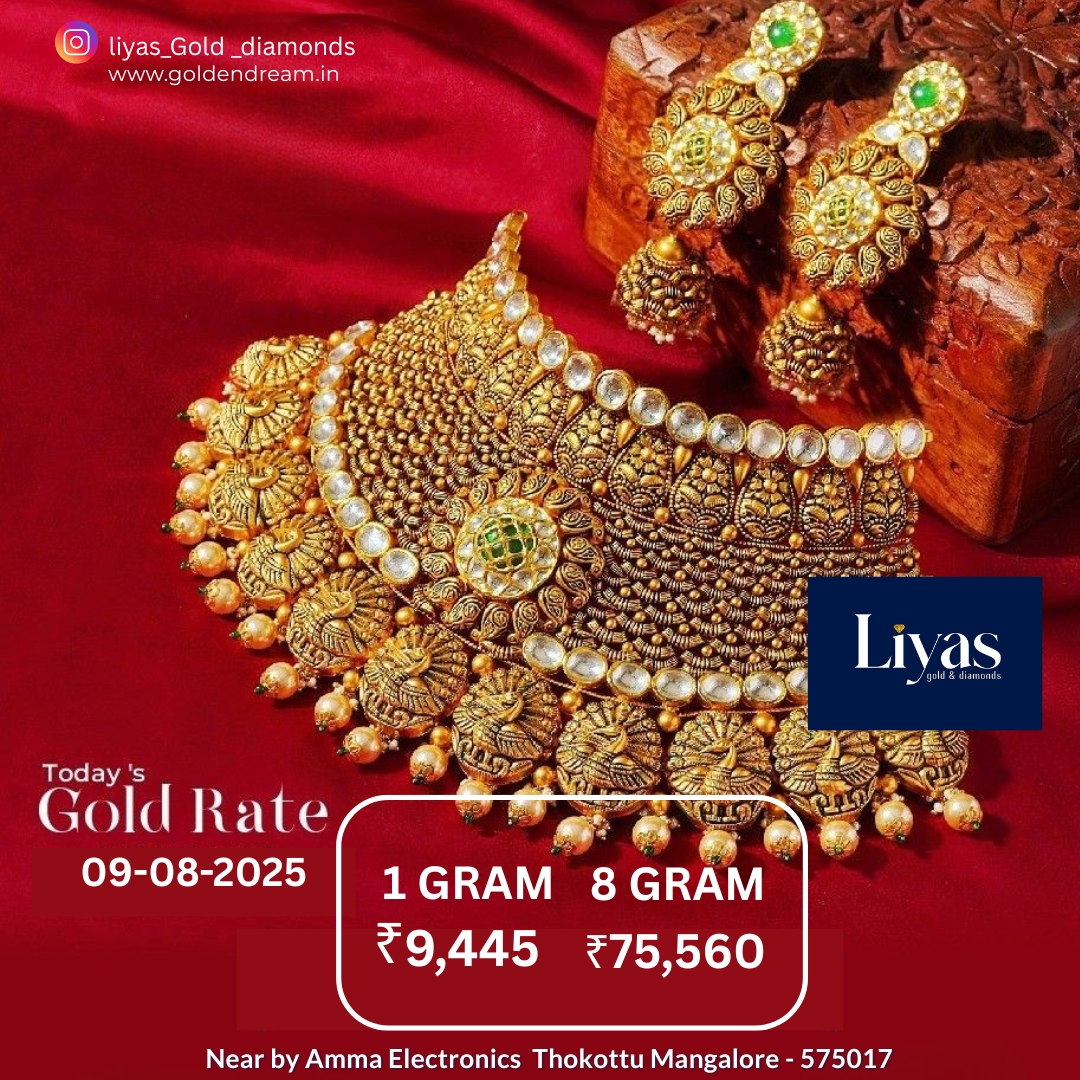 liyas_Gold _diamonds
www.goldendream.in
Liyas
gold & diamonds
Today 's
Gold Rate
09-08-2025
1 GRAM 8 GRAM
₹9,445 ₹75,560
Near by Amma Electronics Thokottu Mangalore - 575017